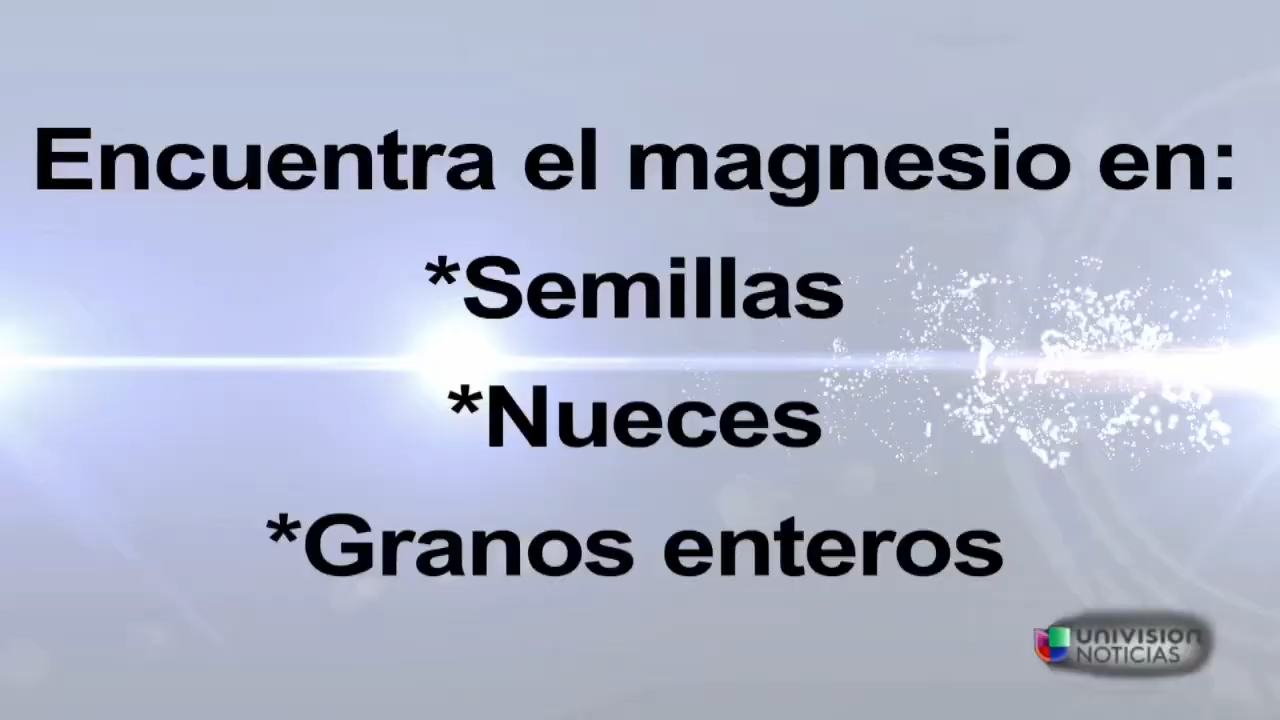 Encuentra el magnesio en:
*Semillas
*Nueces
*Granos enteros
UNIVISION
NOTICIAS